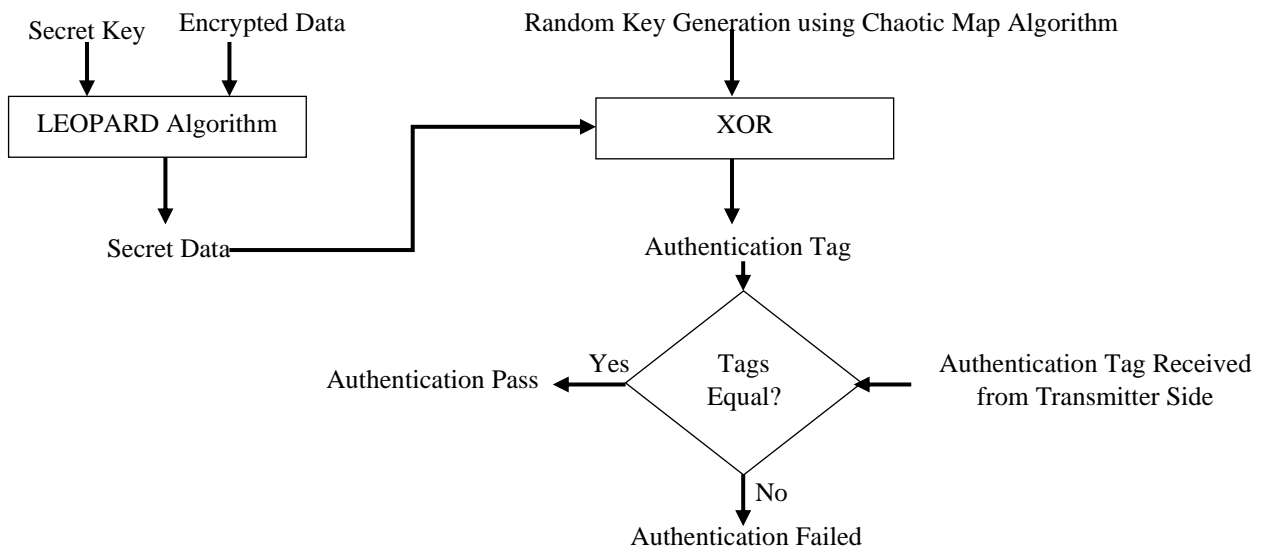 Secret Key
Encrypted Data
Random Key Generation using Chaotic Map Algorithm
LEOPARD Algorithm
XOR
Secret Data
Authentication Tag
Tags
Equal?
Yes
Authentication Pass
Authentication Tag Received
from Transmitter Side
No
Authentication Failed